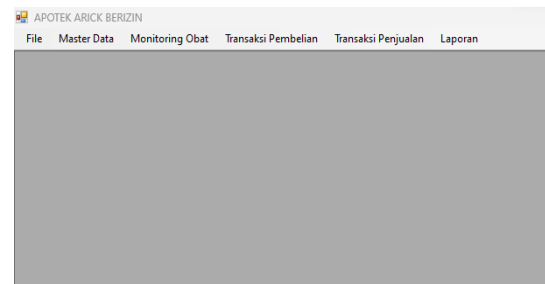 APOTEK ARICK BERIZIN
File Master Data Monitoring Obat Transaksi Pembelian Transaksi Penjualan Laporan